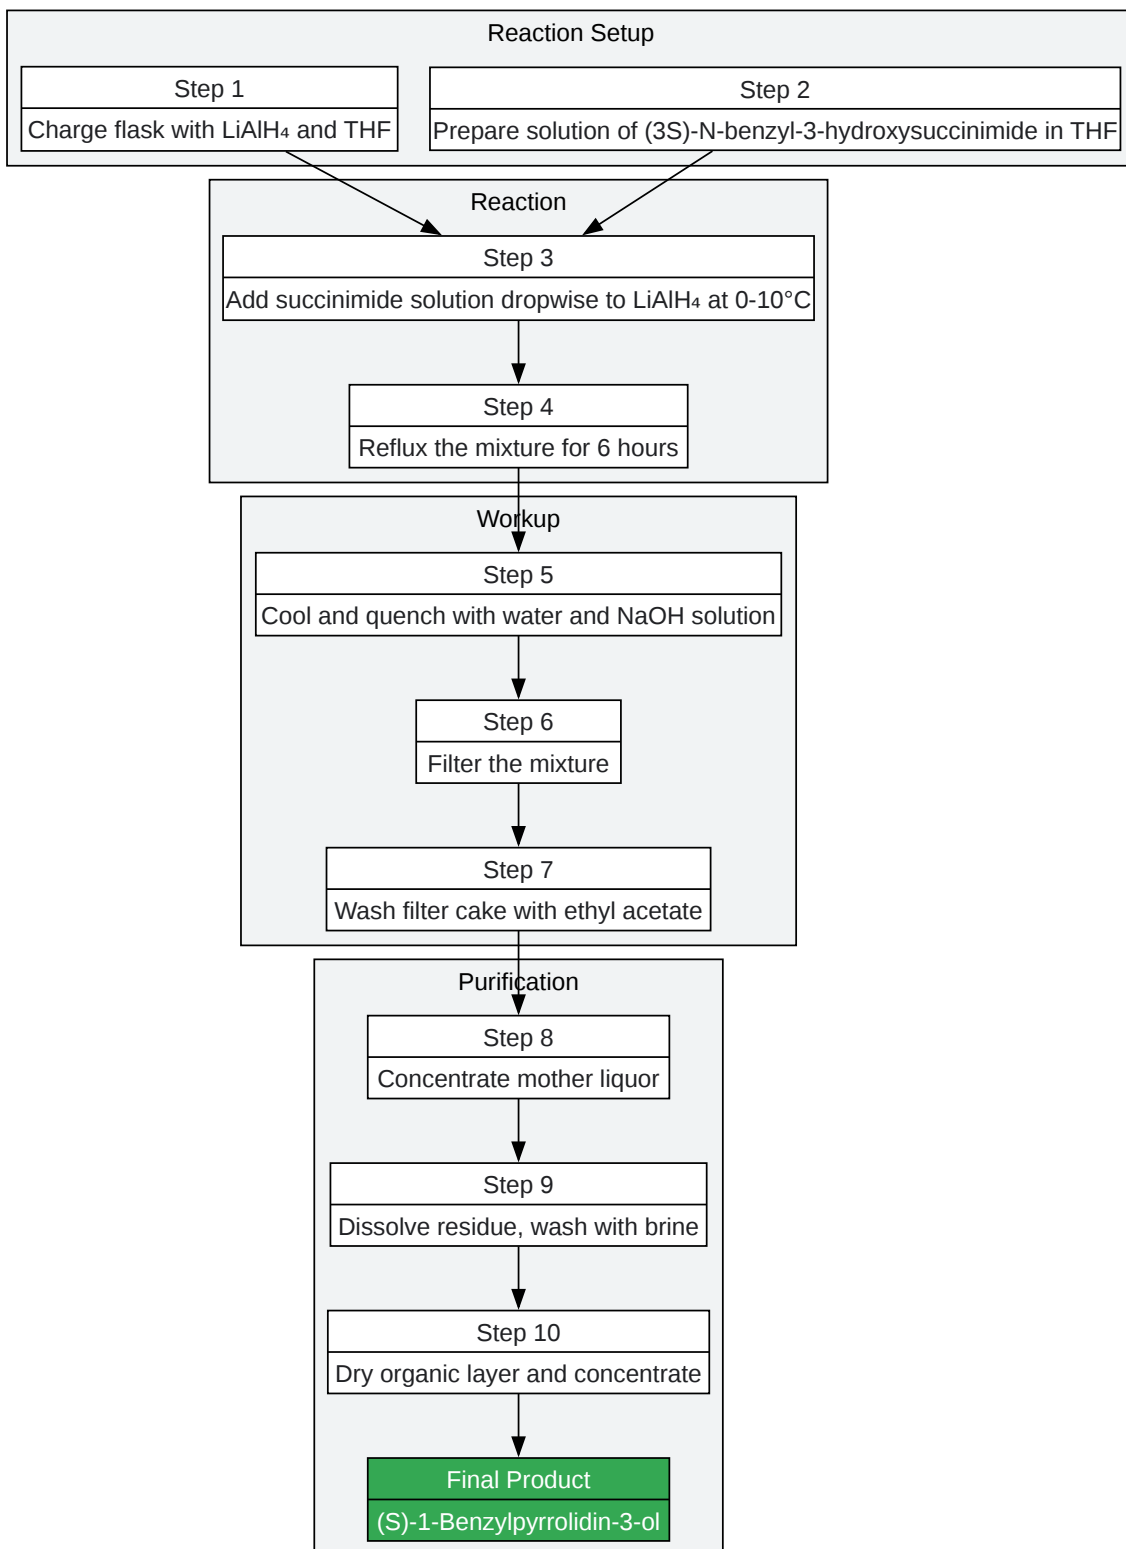 Reaction Setup
Step 1
Charge flask with LiAlH₄ and THF
Step 2
Prepare solution of (3S)-N-benzyl-3-hydroxysuccinimide in THF
Reaction
Step 3
Add succinimide solution dropwise to LiAlH₄ at 0-10°C
Step 4
Reflux the mixture for 6 hours
Workup
Step 5
Cool and quench with water and NaOH solution
Step 6
Filter the mixture
Step 7
Wash filter cake with ethyl acetate
Purification
Step 8
Concentrate mother liquor
Step 9
Dissolve residue, wash with brine
Step 10
Dry organic layer and concentrate
Final Product
(S)-1-Benzylpyrrolidin-3-ol